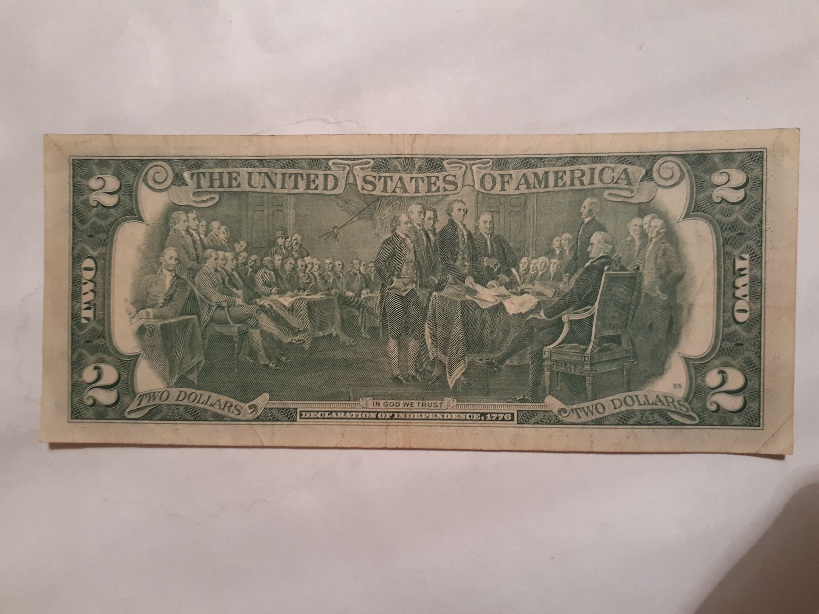 THE UNITED STATES OF AMERICA
2
2
TWO
TWO
2
2
TWO DOLLARS
IN GOD WE TRUST
TWO DOLLARS
DECLARATION OF INDEPENDENCE, 1776